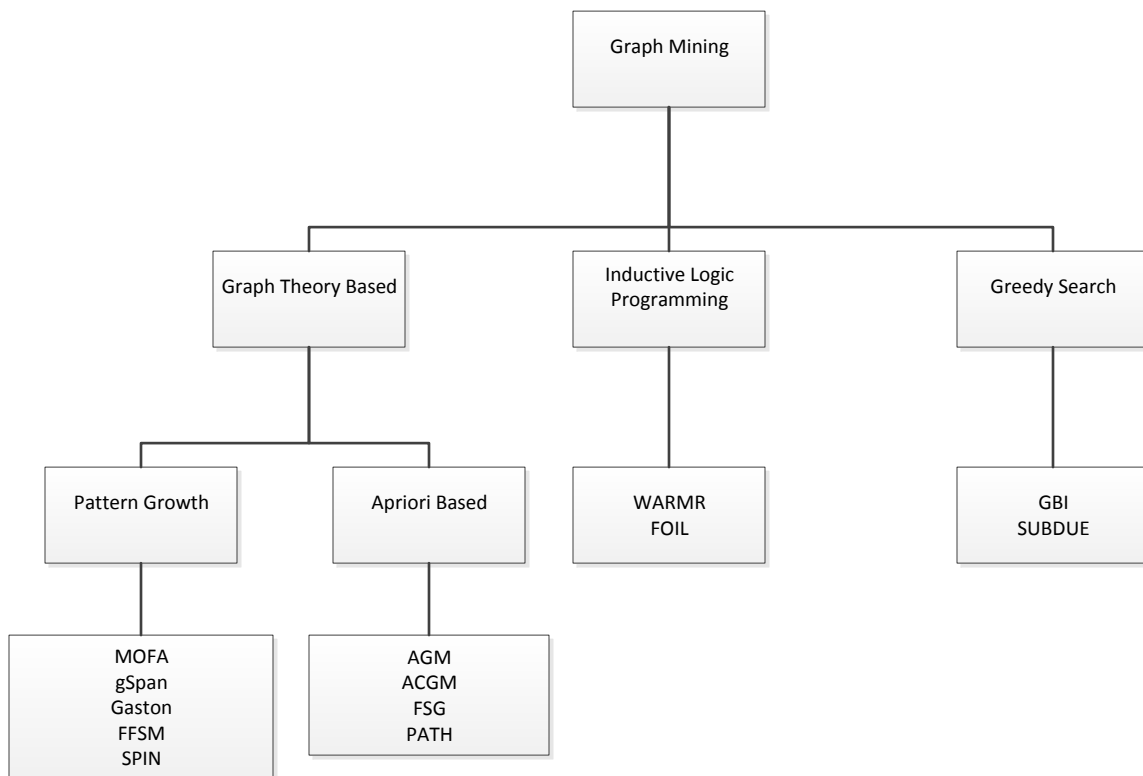 Graph Mining
Graph Theory Based
Inductive Logic
Programming
Greedy Search
Pattern Growth
Apriori Based
WARMR
FOIL
GBI
SUBDUE
MOFA
gSpan
Gaston
FFSM
SPIN
AGM
ACGM
FSG
PATH